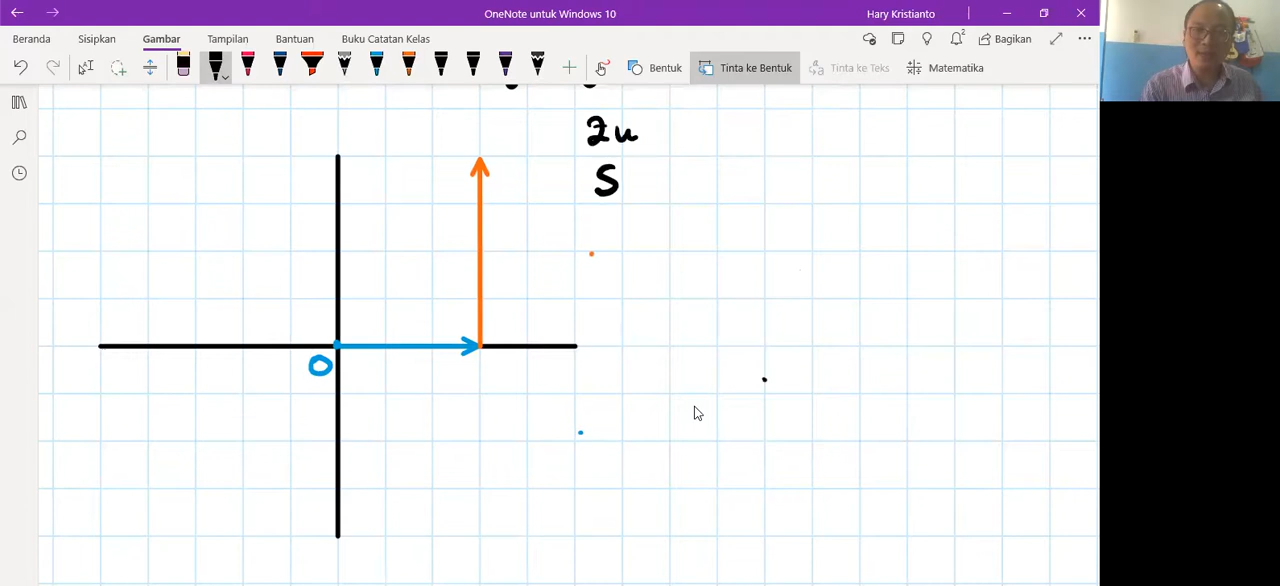 OneNote untuk Windows 10
Hary Kristianto
Beranda Sisipkan Gambar Tampilan Bantuan Buku Catatan Kelas
2
Bagikan
Bentuk
Tinta ke Bentuk
Tinta ke Teks
Matematika
2u
S
O